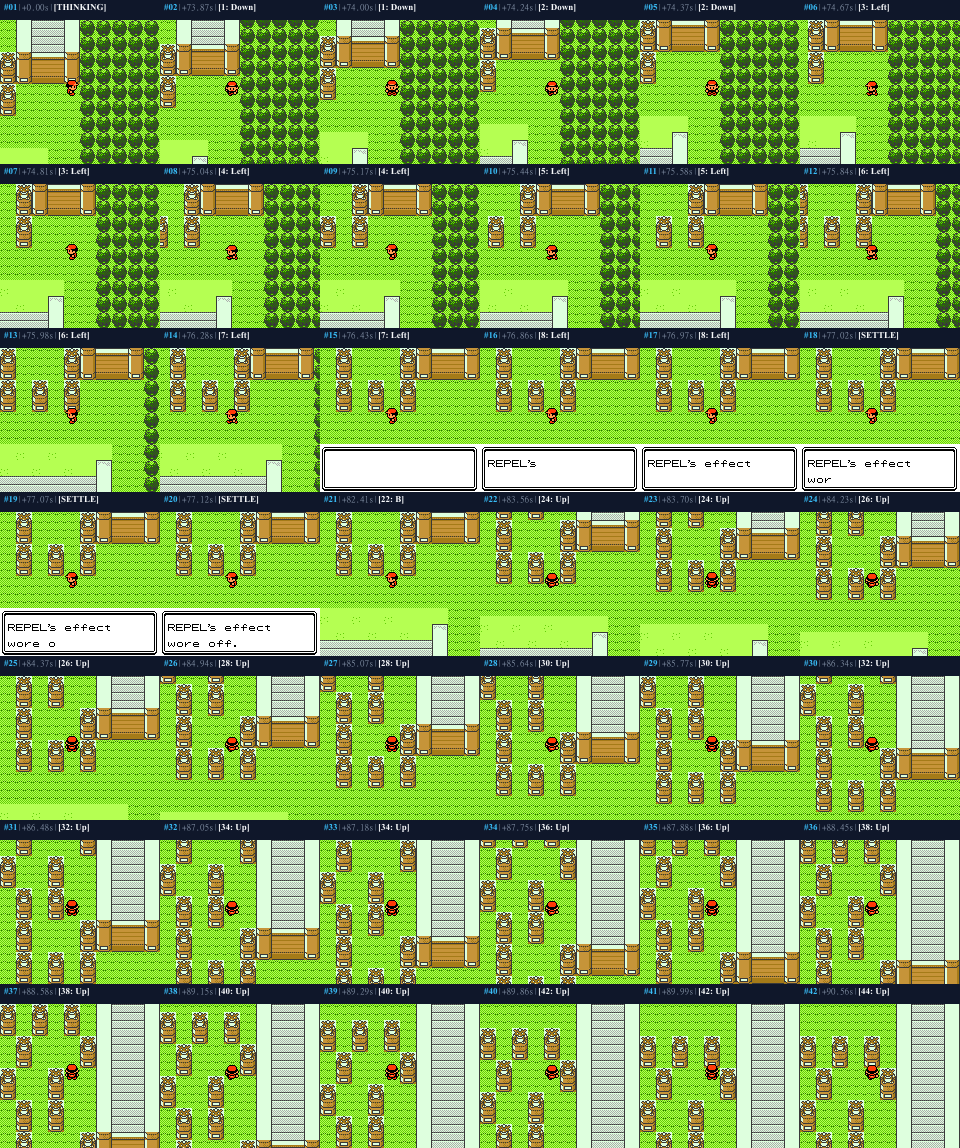 #01|+0.00s|[THINKING]
#02|+73.87s|[1: Down]
#03|+74.00s|[1: Down]
#04|+74.24s|[2: Down]
#05|+74.37s|[2: Down]
#06|+74.67s|[3: Left]
#07|+74.81s|[3: Left]
#08|+75.04s|[4: Left]
#09|+75.17s|[4: Left]
#10|+75.44s|[5: Left]
#11|+75.58s|[5: Left]
#12|+75.84s|[6: Left]
#13|+75.98s|[6: Left]
#14|+76.28s|[7: Left]
#15|+76.43s|[7: Left]
#16|+76.86s|[8: Left]
#17|+76.97s|[8: Left]
#18|+77.02s|[SETTLE]
REPEL's
REPEL's effect
REPEL's effect
wor
#19|+77.07s|[SETTLE]
#20|+77.12s|[SETTLE]
#21|+82.41s|[22: B]
#22|+83.56s|[24: Up]
#23|+83.70s|[24: Up]
#24|+84.23s|[26: Up]
REPEL's effect
wore o
REPEL's effect
wore off.
#25|+84.37s|[26: Up]
#26|+84.94s|[28: Up]
#27|+85.07s|[28: Up]
#28|+85.64s|[30: Up]
#29|+85.77s|[30: Up]
#30|+86.34s|[32: Up]
#31|+86.48s|[32: Up]
#32|+87.05s|[34: Up]
#33|+87.18s|[34: Up]
#34|+87.75s|[36: Up]
#35|+87.88s|[36: Up]
#36|+88.45s|[38: Up]
#37|+88.58s|[38: Up]
#38|+89.15s|[40: Up]
#39|+89.29s|[40: Up]
#40|+89.86s|[42: Up]
#41|+89.99s|[42: Up]
#42|+90.56s|[44: Up]